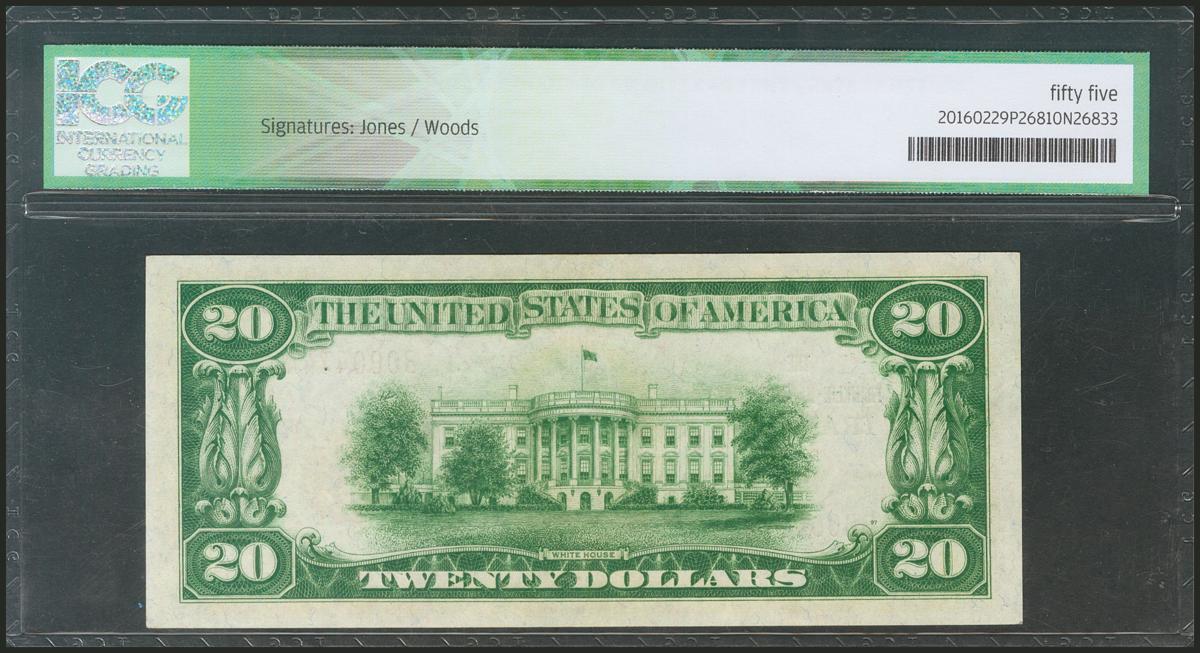 ICG
INTERNATIONAL
CURRENCY
GRADING
Signatures: Jones / Woods
fifty five
20160229P26810N26833
20 THE UNITED STATES OF AMERICA 20
97
WHITE HOUSE
20 TWENTY DOLLARS 20